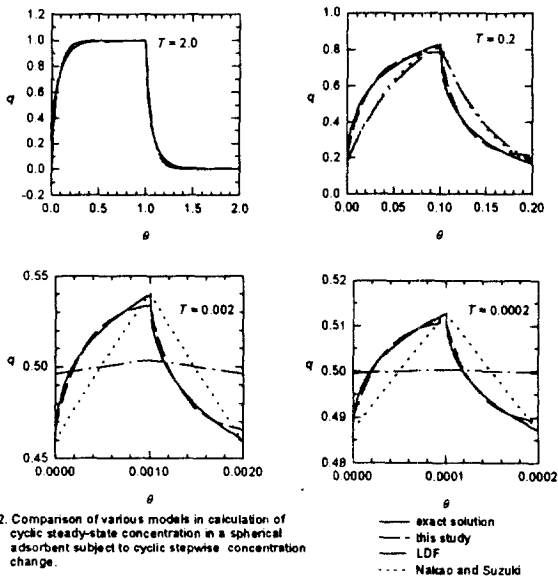 1.2
1.0
0.8
0.6
0.4
0.2
0.0
-0.2
q
T = 2.0
0.0 0.5 1.0 1.5 2.0
θ
1.0
0.8
0.6
0.4
0.2
0.0
q
T = 0.2
0.00 0.05 0.10 0.15 0.20
θ
0.55
0.50
0.45
q
T = 0.002
0.0000 0.0010 0.0020
θ
0.52
0.51
0.50
0.49
0.48
q
T = 0.0002
0.0000 0.0001 0.0002
θ
2. Comparison of various models in calculation of
cyclic steady-state concentration in a spherical
adsorbent subject to cyclic stepwise concentration
change.
exact solution
this study
LDF
Nakao and Suzuki